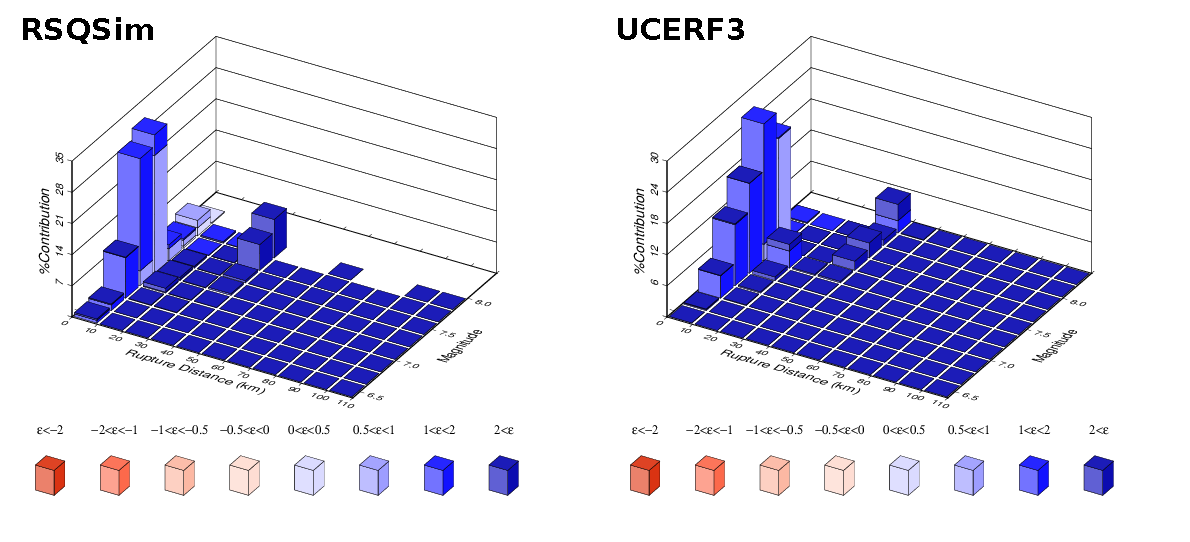 RSQSim
%Contribution
35
28
21
14
7
0
10
20
30
40
50
60
70
80
90
100
110
Rupture Distance (km)
6.5
7.0
7.5
8.0
Magnitude
ε<−2
−2<ε<−1
−1<ε<−0.5
−0.5<ε<0
0<ε<0.5
0.5<ε<1
1<ε<2
2<ε
UCERF3
%Contribution
30
24
18
12
6
0
10
20
30
40
50
60
70
80
90
100
110
Rupture Distance (km)
6.5
7.0
7.5
8.0
Magnitude
ε<−2
−2<ε<−1
−1<ε<−0.5
−0.5<ε<0
0<ε<0.5
0.5<ε<1
1<ε<2
2<ε